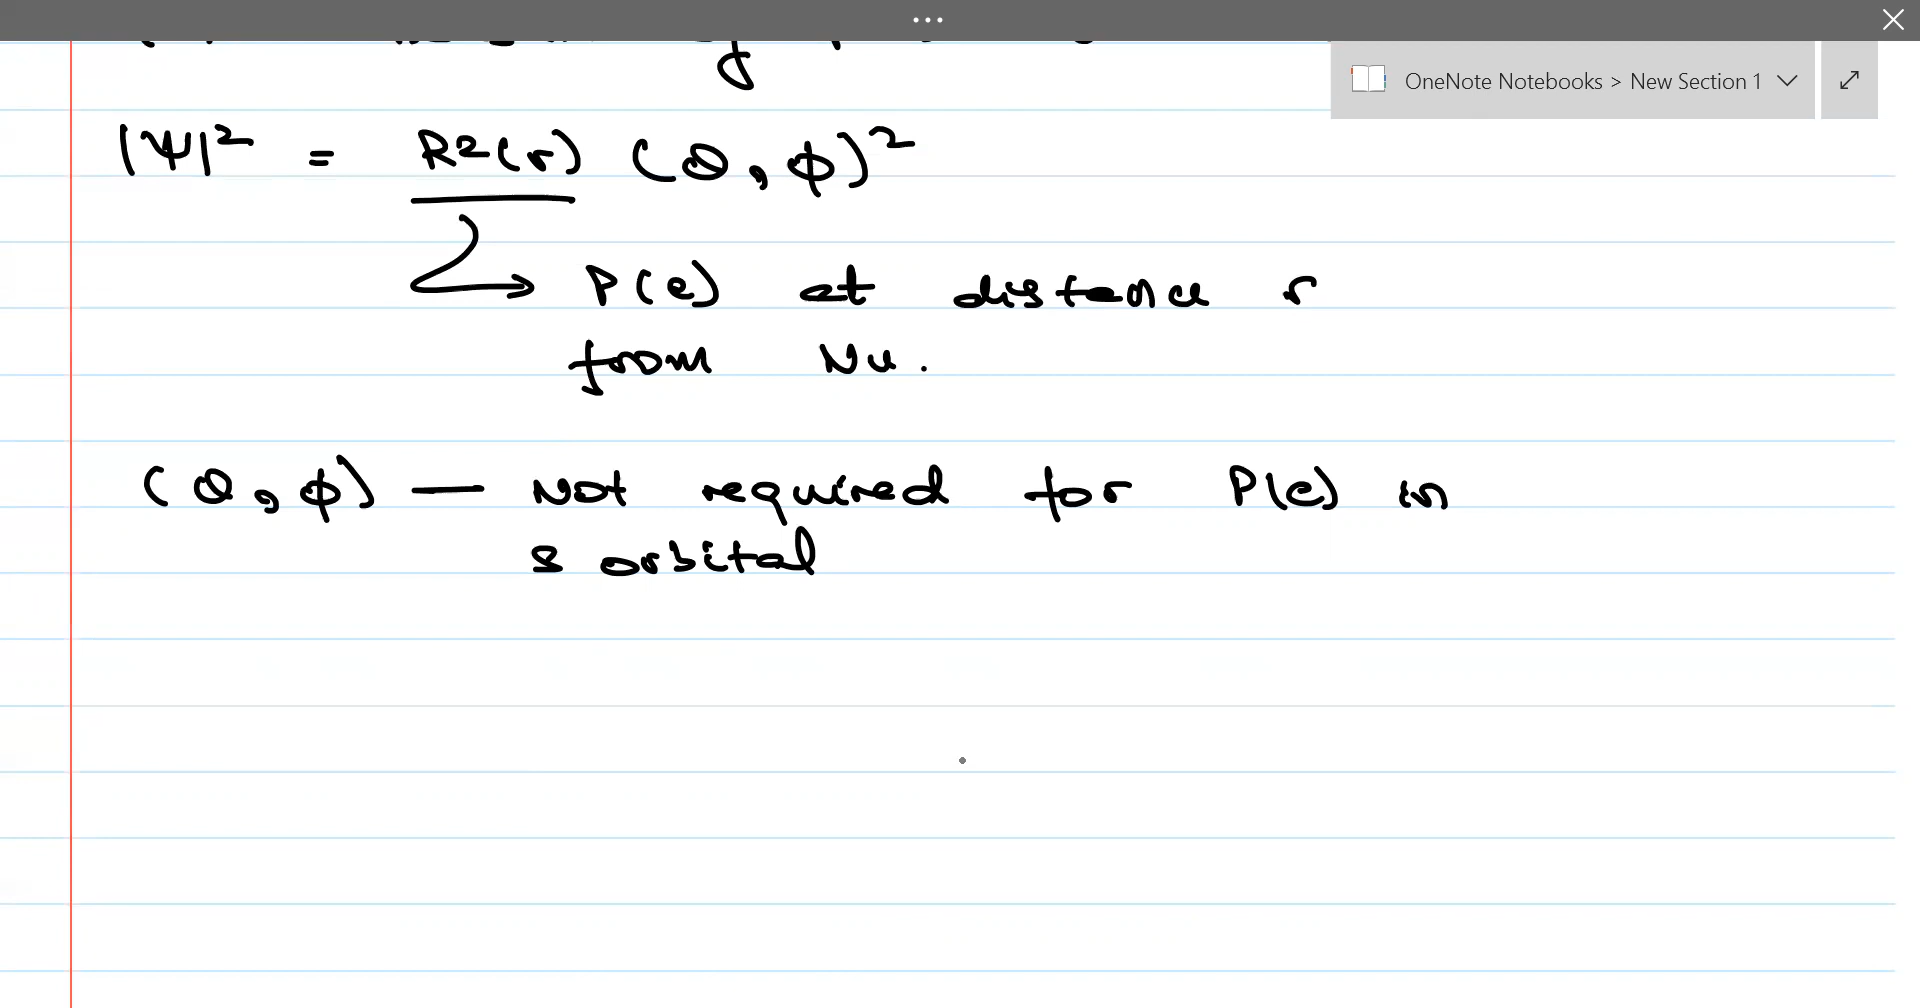 OneNote Notebooks > New Section 1
|Ψ|² = R²(r) (θ, φ)²
P(e) at distance r
from Nu.
(θ, φ) — Not required for P(e) in
s orbital